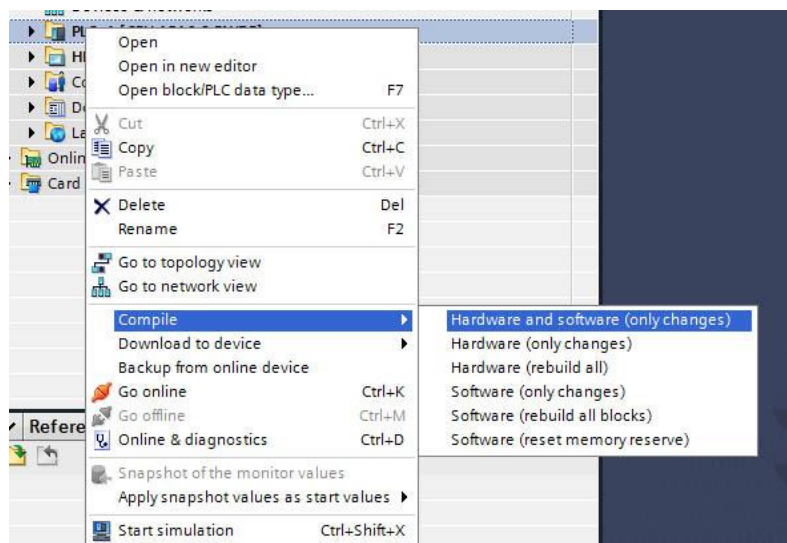 Open
Open in new editor
Open block/PLC data type... F7
Cut Ctrl+X
Copy Ctrl+C
Paste Ctrl+V
Onlin
Card
Delete Del
Rename F2
Go to topology view
Go to network view
Compile
Hardware and software (only changes)
Download to device
Hardware (only changes)
Backup from online device
Hardware (rebuild all)
Go online Ctrl+K
Software (only changes)
Go offline Ctrl+M
Software (rebuild all blocks)
Refere
Online & diagnostics Ctrl+D
Software (reset memory reserve)
Snapshot of the monitor values
Apply snapshot values as start values
Start simulation Ctrl+Shift+X